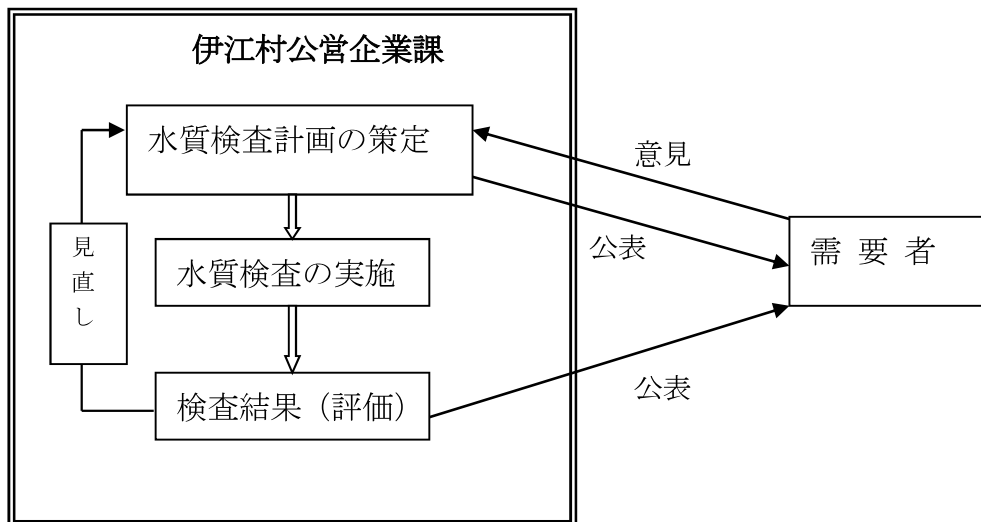 伊江村公営企業課
水質検査計画の策定
意見
見直し
公表
需要者
水質検査の実施
検査結果（評価）
公表